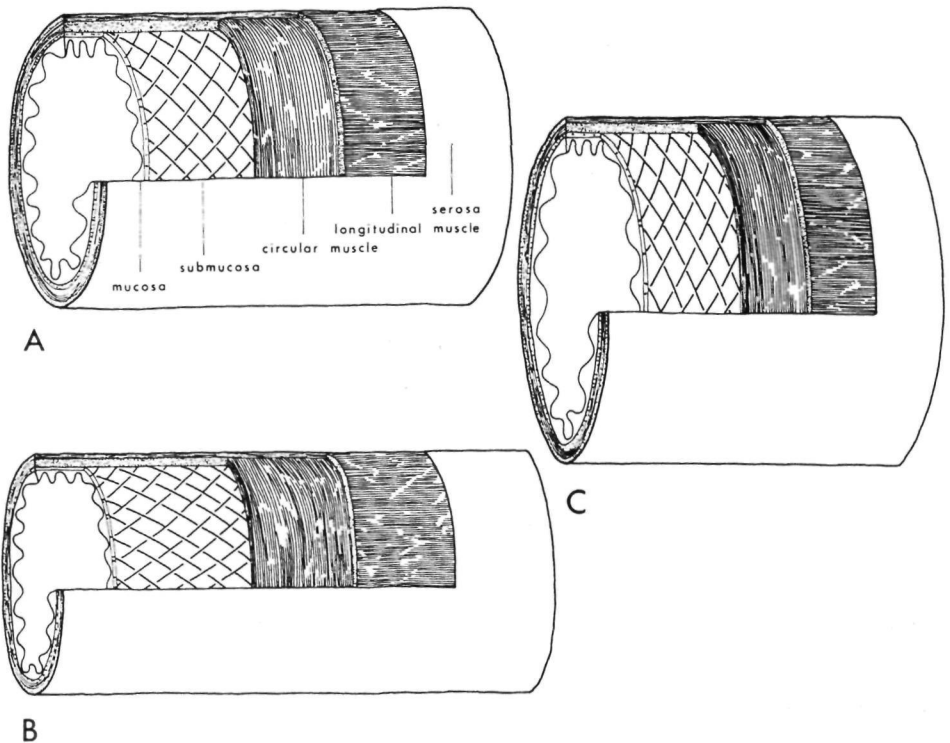 serosa
longitudinal muscle
circular muscle
submucosa
mucosa
A
C
B